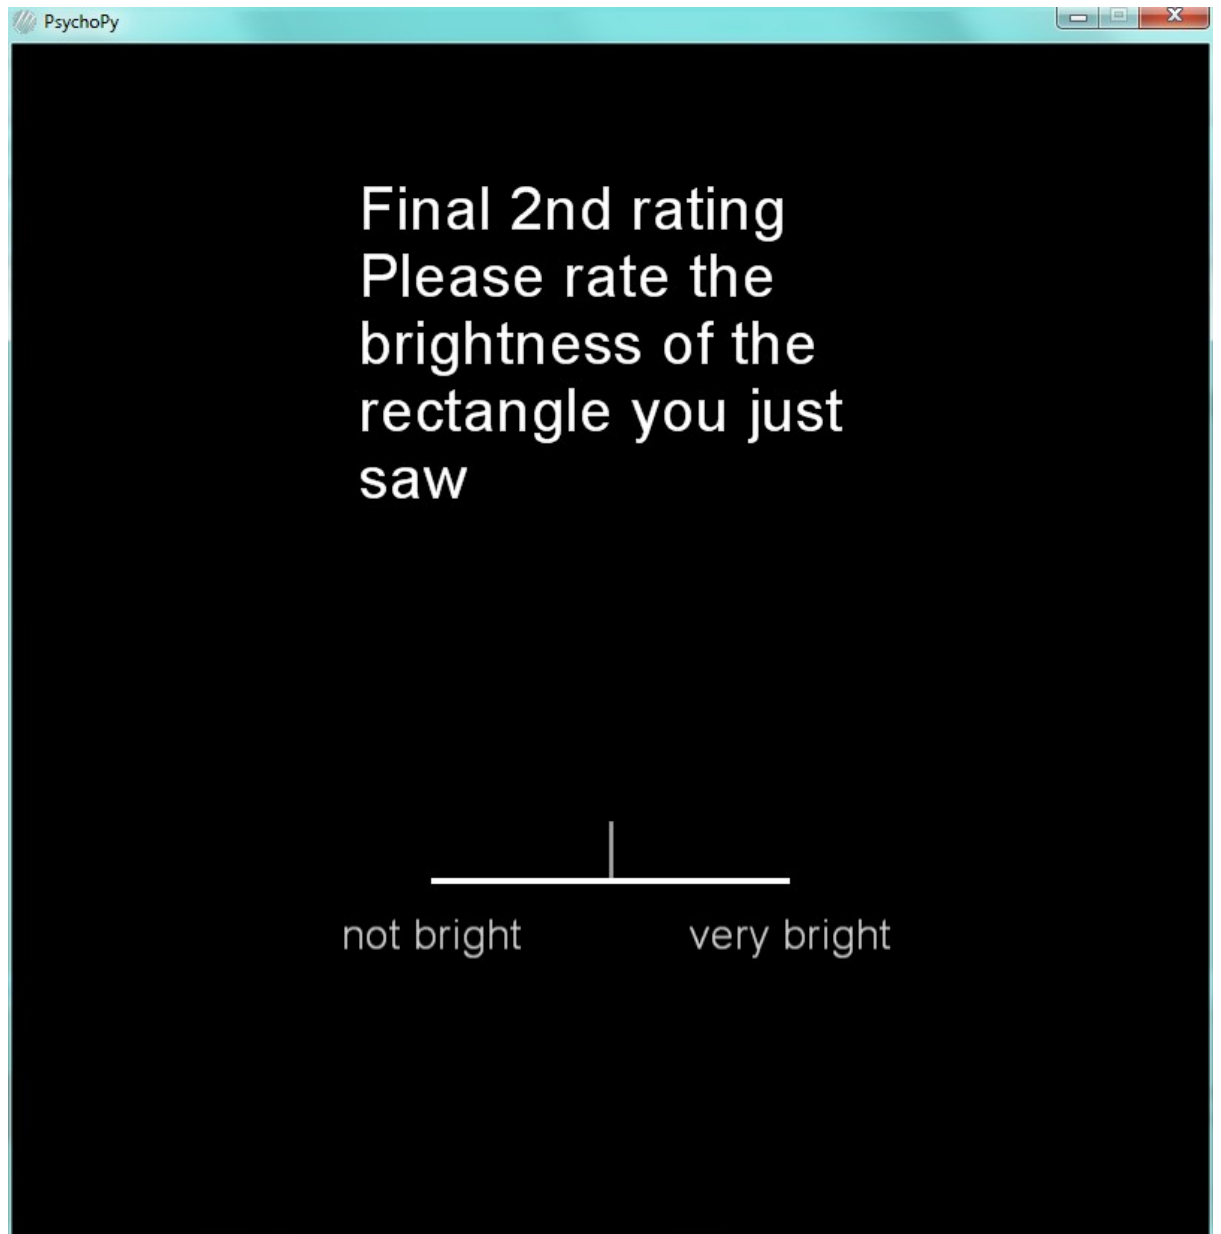 PsychoPy
Final 2nd rating
Please rate the
brightness of the
rectangle you just
saw
not bright very bright